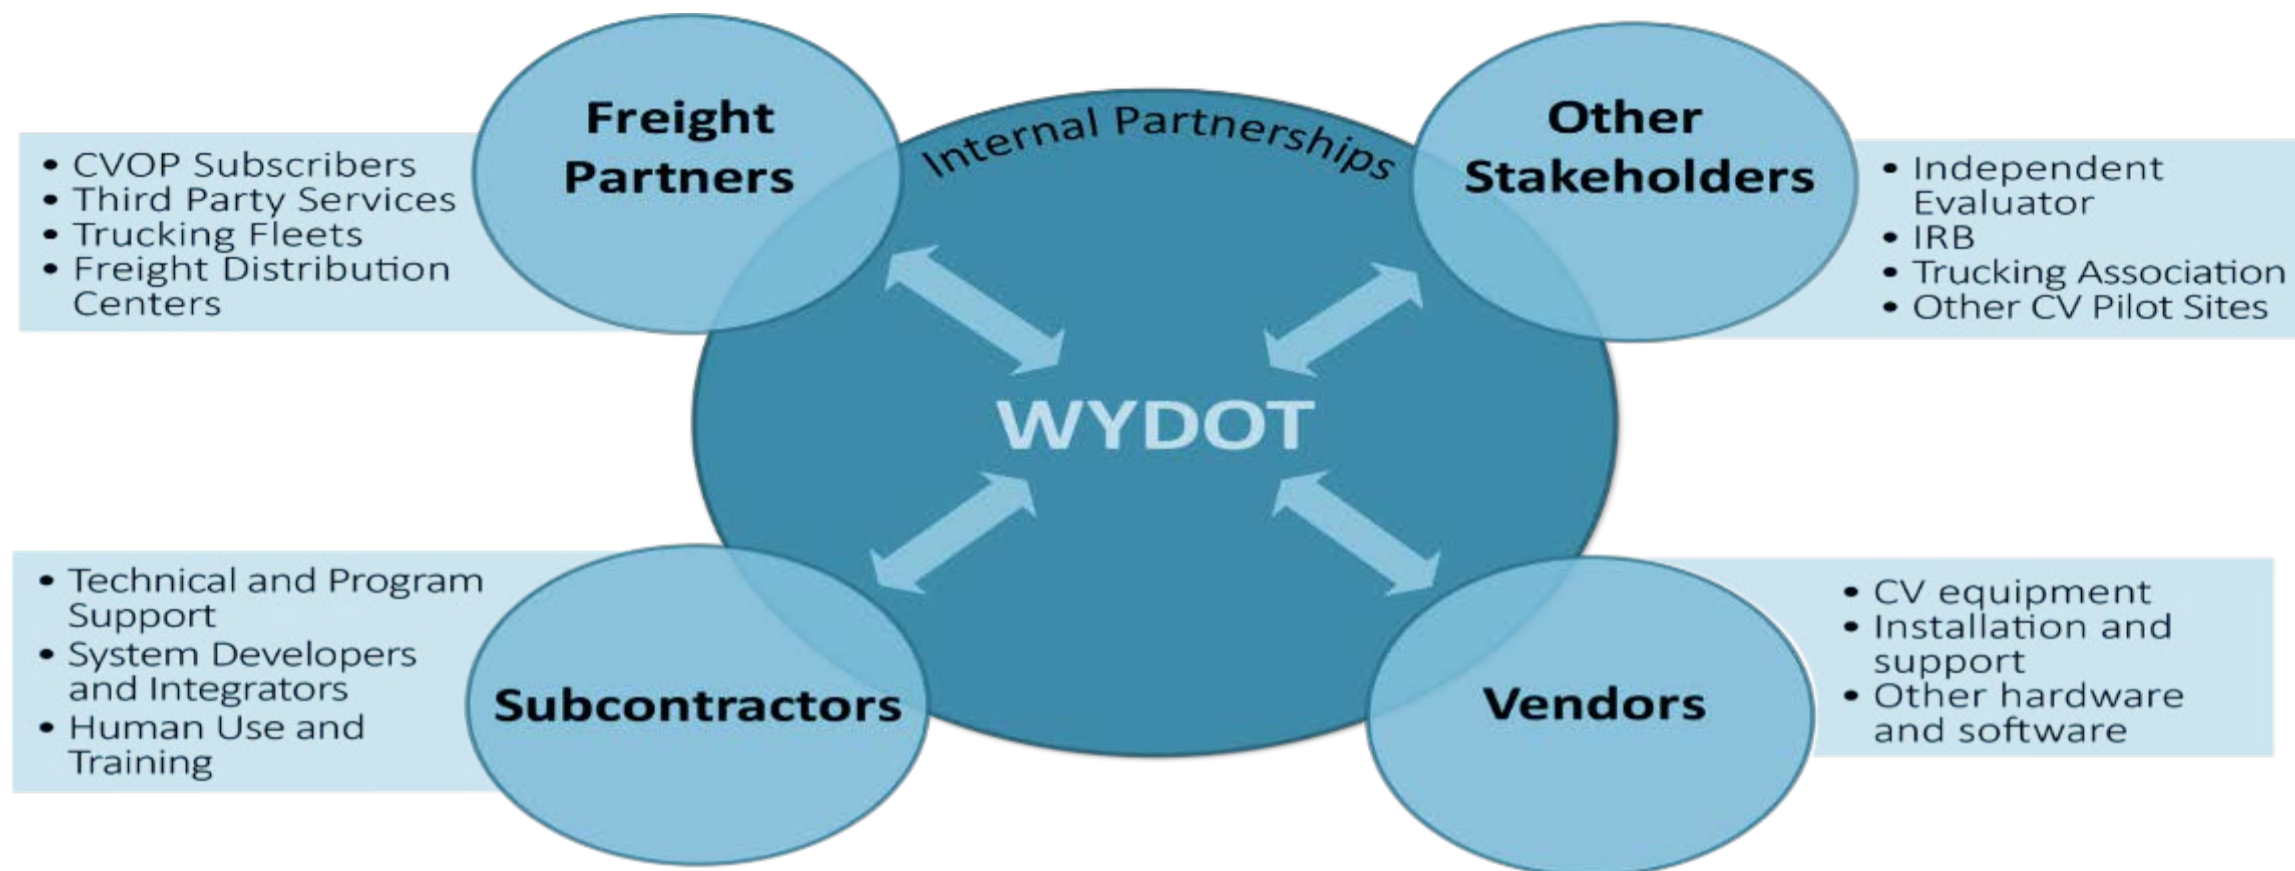 Freight
Partners
• CVOP Subscribers
• Third Party Services
• Trucking Fleets
• Freight Distribution
Centers
Internal Partnerships
Other
Stakeholders
• Independent
Evaluator
• IRB
• Trucking Association
• Other CV Pilot Sites
WYDOT
Subcontractors
• Technical and Program
Support
• System Developers
and Integrators
• Human Use and
Training
Vendors
• CV equipment
• Installation and
support
• Other hardware
and software